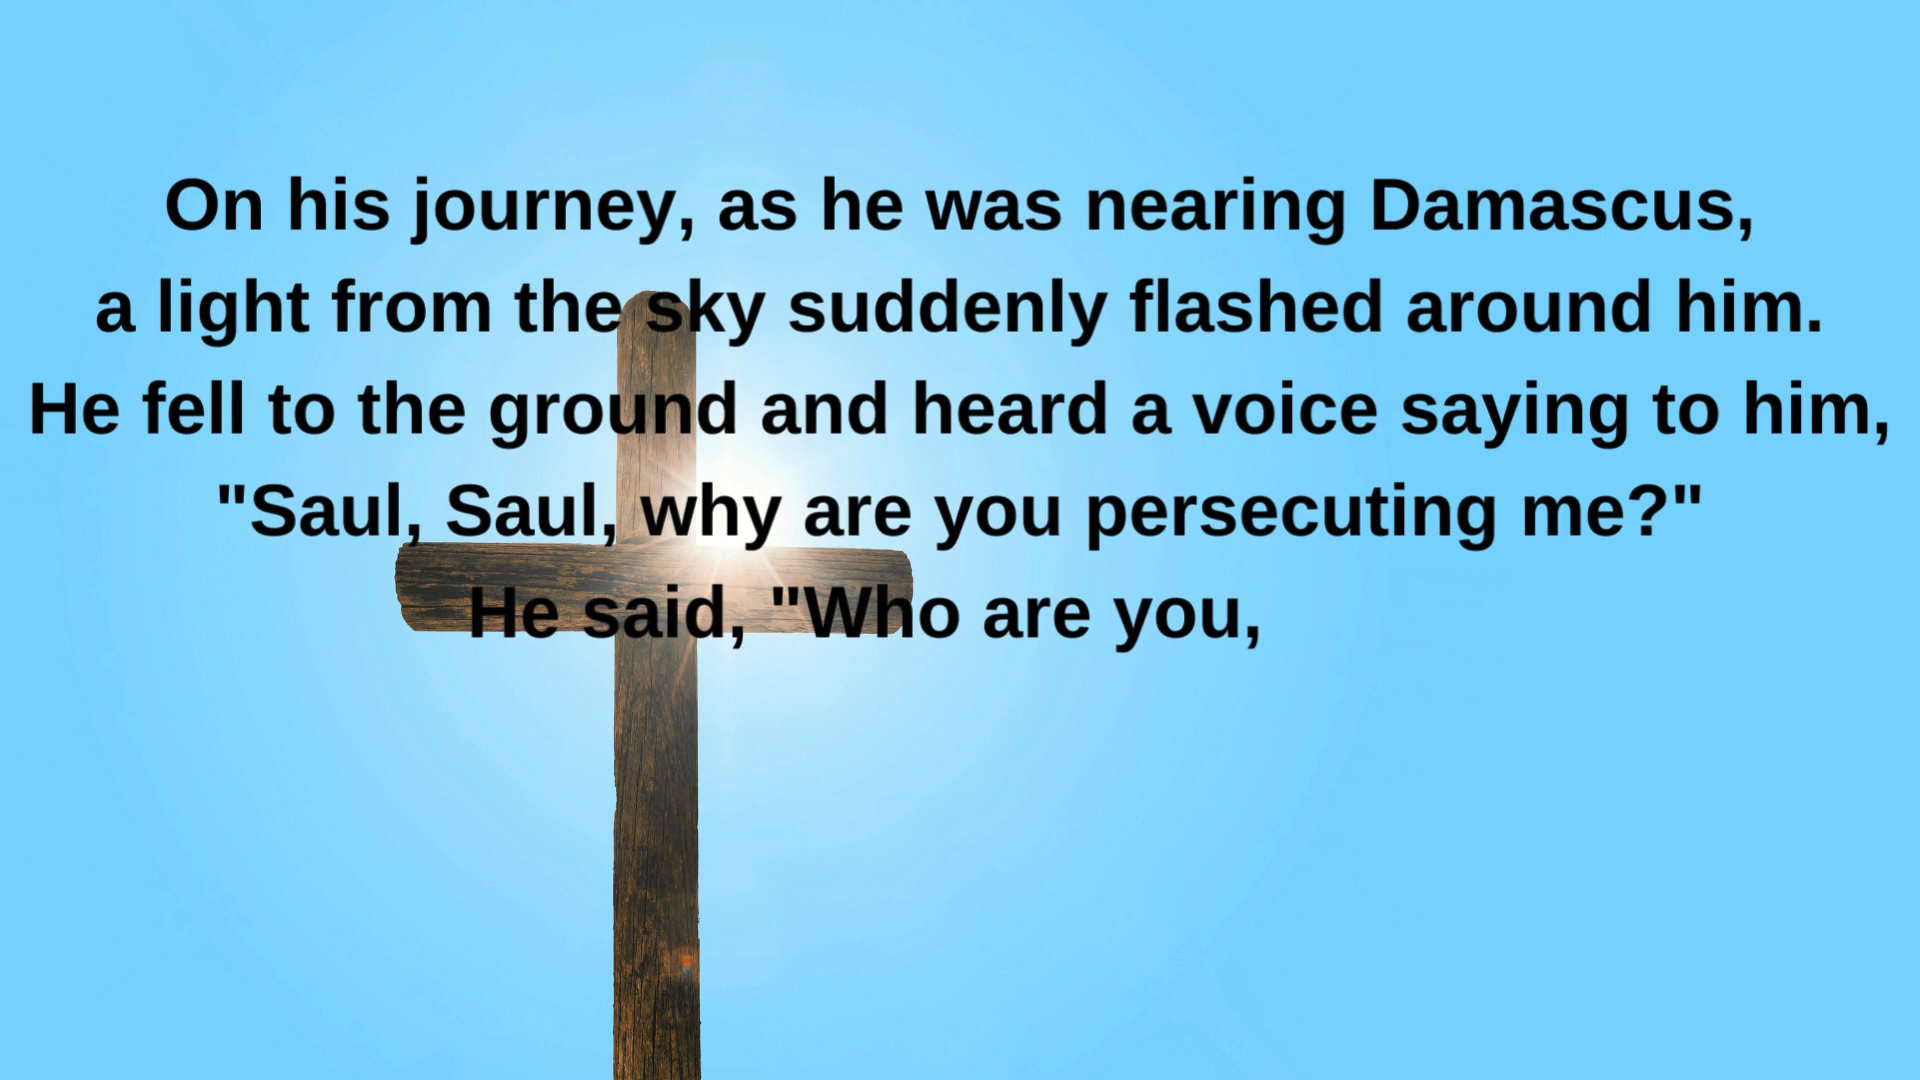 On his journey, as he was nearing Damascus,
a light from the sky suddenly flashed around him.
He fell to the ground and heard a voice saying to him,
"Saul, Saul, why are you persecuting me?"
He said, "Who are you,